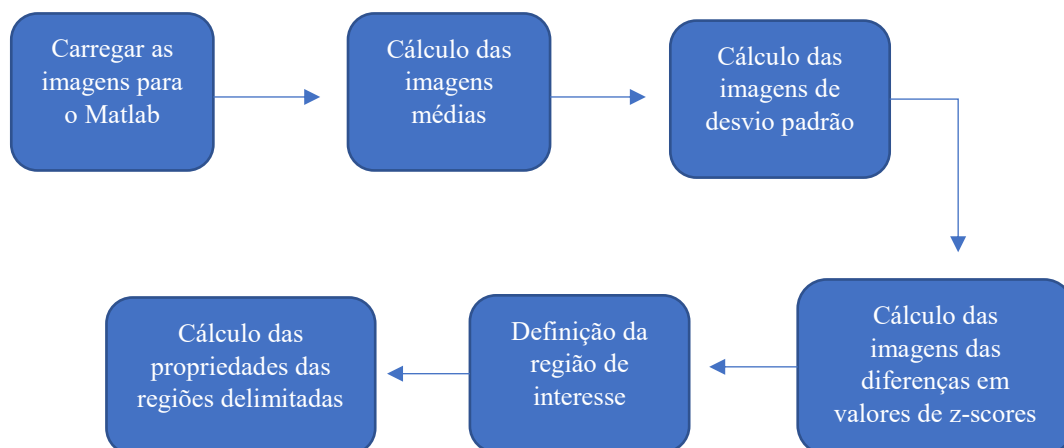 Carregar as
imagens para
o Matlab
Cálculo das
imagens
médias
Cálculo das
imagens de
desvio padrão
Cálculo das
imagens das
diferenças em
valores de z-scores
Definição da
região de
interesse
Cálculo das
propriedades das
regiões delimitadas